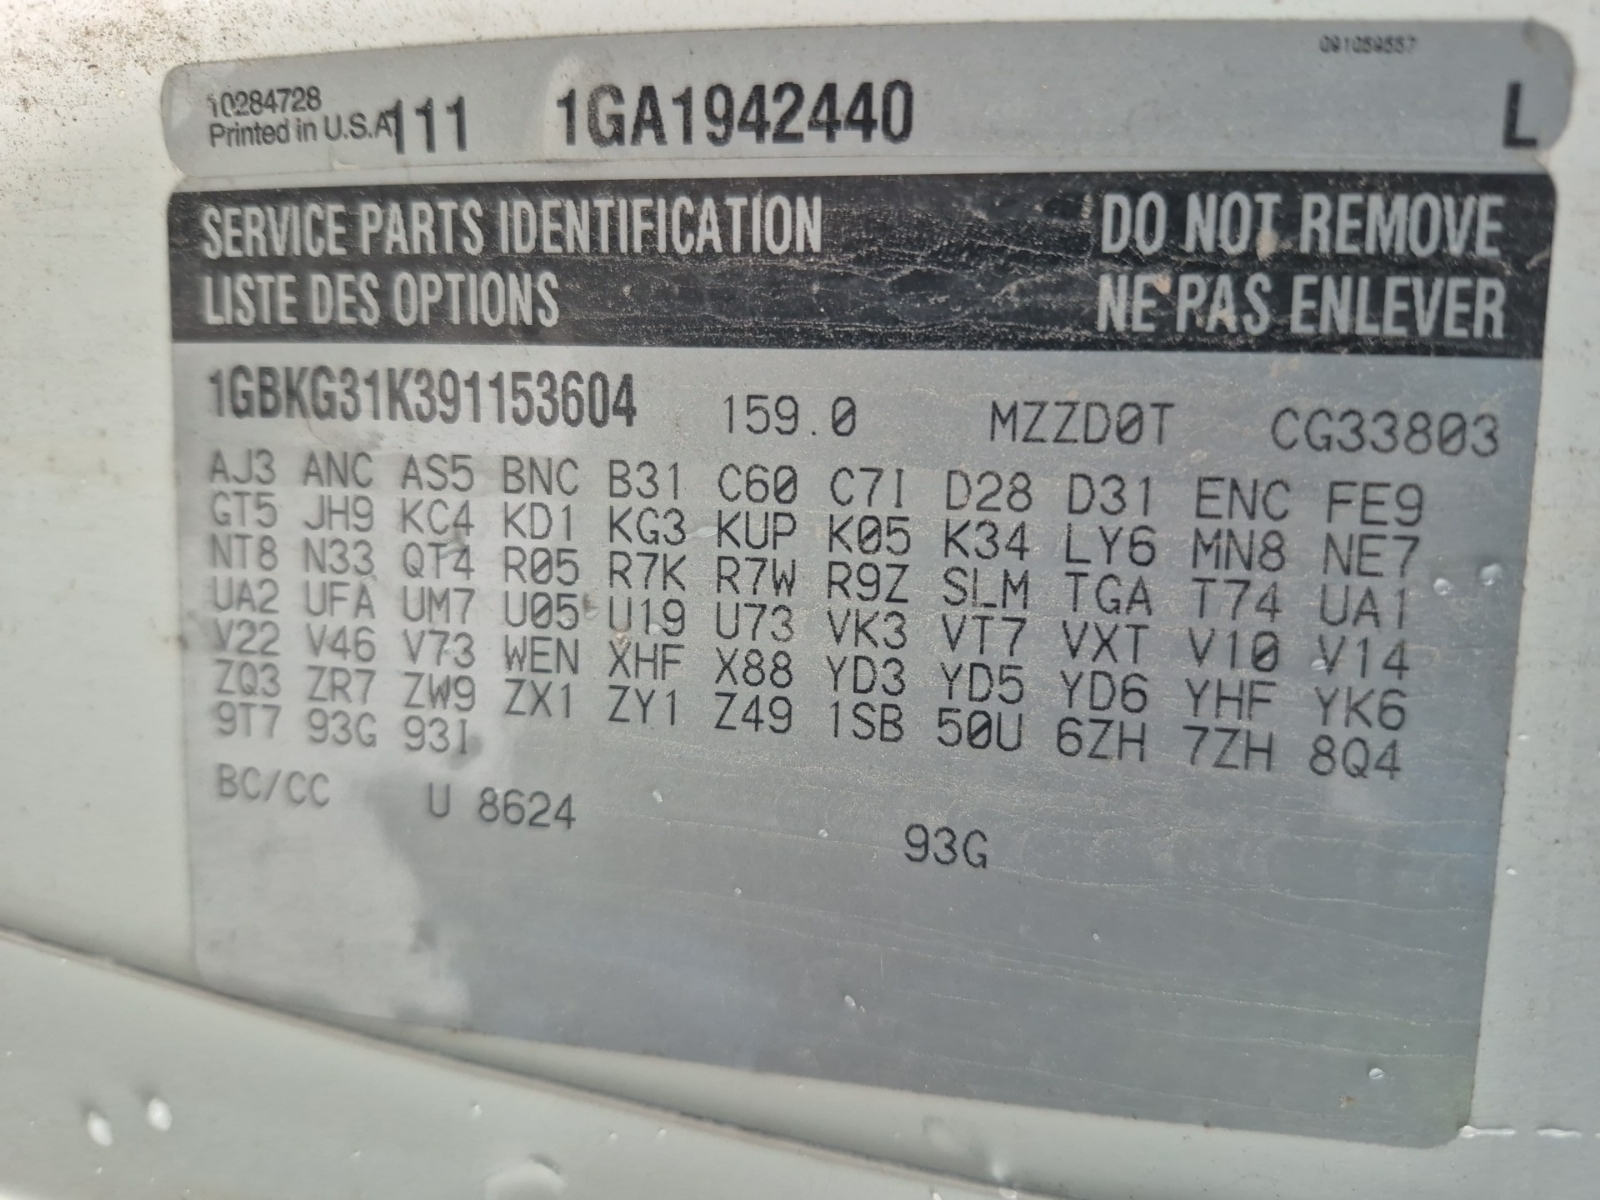 091059557
10284728
Printed in U.S.A 111 1GA1942440 L
SERVICE PARTS IDENTIFICATION DO NOT REMOVE
LISTE DES OPTIONS NE PAS ENLEVER
1GBKG31K391153604 159.0 MZZD0T CG33803
AJ3 ANC AS5 BNC B31 C60 C7I D28 D31 ENC FE9
GT5 JH9 KC4 KD1 KG3 KUP K05 K34 LY6 MN8 NE7
NT8 N33 QT4 R05 R7K R7W R9Z SLM TGA T74 UA1
UA2 UFA UM7 U05 U19 U73 VK3 VT7 VXT V10 V14
V22 V46 V73 WEN XHF X88 YD3 YD5 YD6 YHF YK6
ZQ3 ZR7 ZW9 ZX1 ZY1 Z49 1SB 50U 6ZH 7ZH 8Q4
9T7 93G 93I
BC/CC U 8624 93G